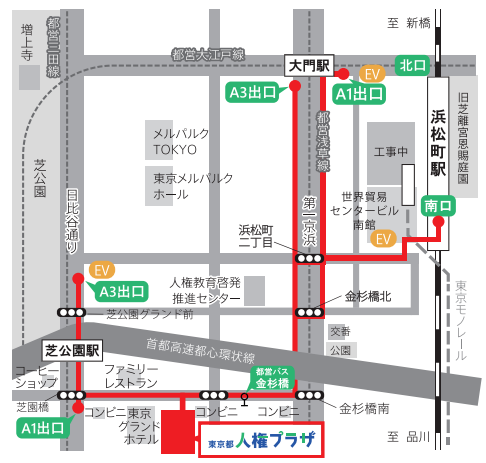 至 新橋
増上寺
都営三田線
都営大江戸線
大門駅
北口
EV
A3出口
A1出口
旧芝離宮恩賜庭園
浜松町駅
都営浅草線
メルパルク
TOKYO
工事中
芝公園
東京メルパルク
ホール
世界貿易
センタービル
南館
南口
日比谷通り
第一京浜
浜松町
二丁目
EV
EV
A3出口
人権教育啓発
推進センター
東京モノレール
金杉橋北
芝公園グランド前
交番
公園
芝公園駅
首都高速都心環状線
コーヒー
ショップ
ファミリー
レストラン
都営バス
金杉橋
芝園橋
コンビニ
東京
グランド
ホテル
コンビニ
コンビニ
金杉橋南
A1出口
東京都 人権プラザ
至 品川